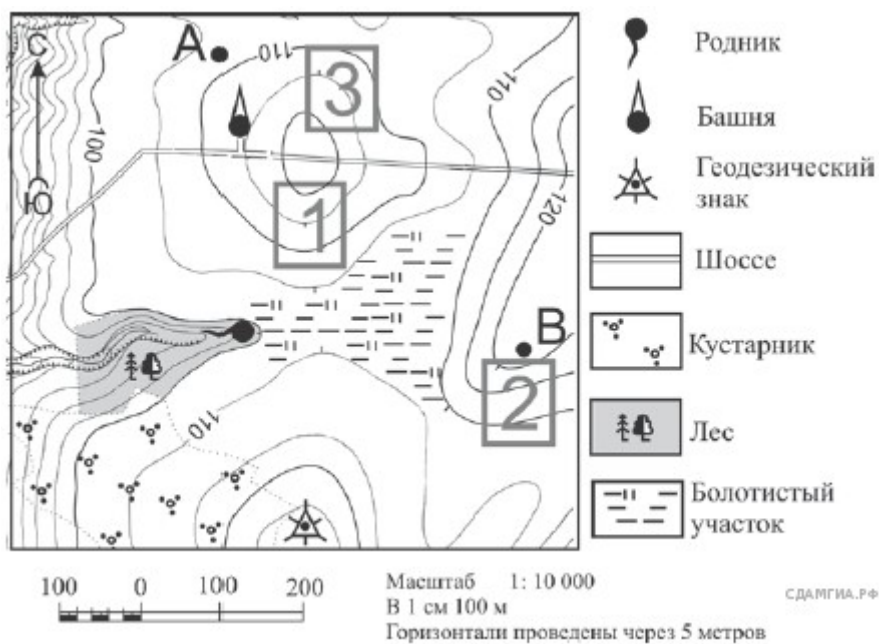 С
Ю
А
В
110
110
100
120
110
1
2
3
Родник
Башня
Геодезический
знак
Шоссе
Кустарник
Лес
Болотистый
участок
100 0 100 200
Масштаб 1: 10 000
В 1 см 100 м
Горизонтали проведены через 5 метров
СДАМГИА.РФ